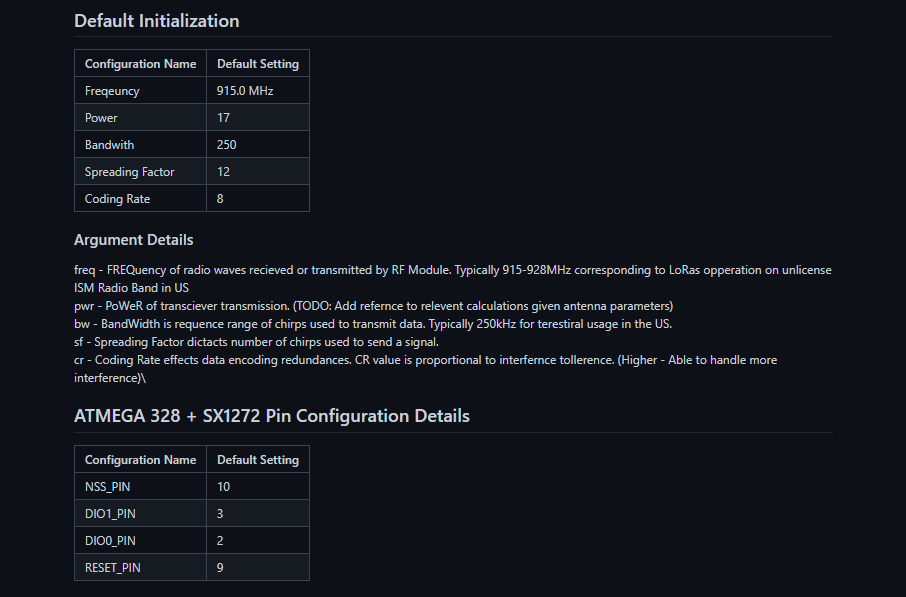 Default Initialization
Configuration Name Default Setting
Freqeuncy 915.0 MHz
Power 17
Bandwith 250
Spreading Factor 12
Coding Rate 8
Argument Details
freq - FREQuency of radio waves recieved or transmitted by RF Module. Typically 915-928MHz corresponding to LoRas opperation on unlicense
ISM Radio Band in US
pwr - PoWeR of transciever transmission. (TODO: Add refernce to relevent calculations given antenna parameters)
bw - BandWidth is requence range of chirps used to transmit data. Typically 250kHz for terestiral usage in the US.
sf - Spreading Factor dictacts number of chirps used to send a signal.
cr - Coding Rate effects data encoding redundances. CR value is proportional to interfernce tollerence. (Higher - Able to handle more
interference)\
ATMEGA 328 + SX1272 Pin Configuration Details
Configuration Name Default Setting
NSS_PIN 10
DIO1_PIN 3
DIO0_PIN 2
RESET_PIN 9